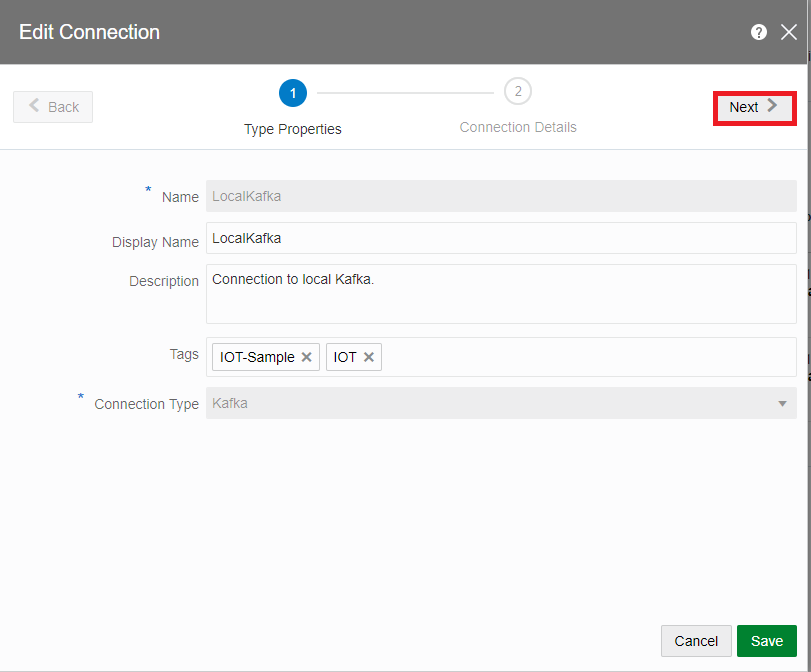 Edit Connection
?
Back
1
2
Next
Type Properties
Connection Details
* Name
LocalKafka
Display Name
LocalKafka
Description
Connection to local Kafka.
Tags
IOT-Sample
IOT
* Connection Type
Kafka
Cancel
Save